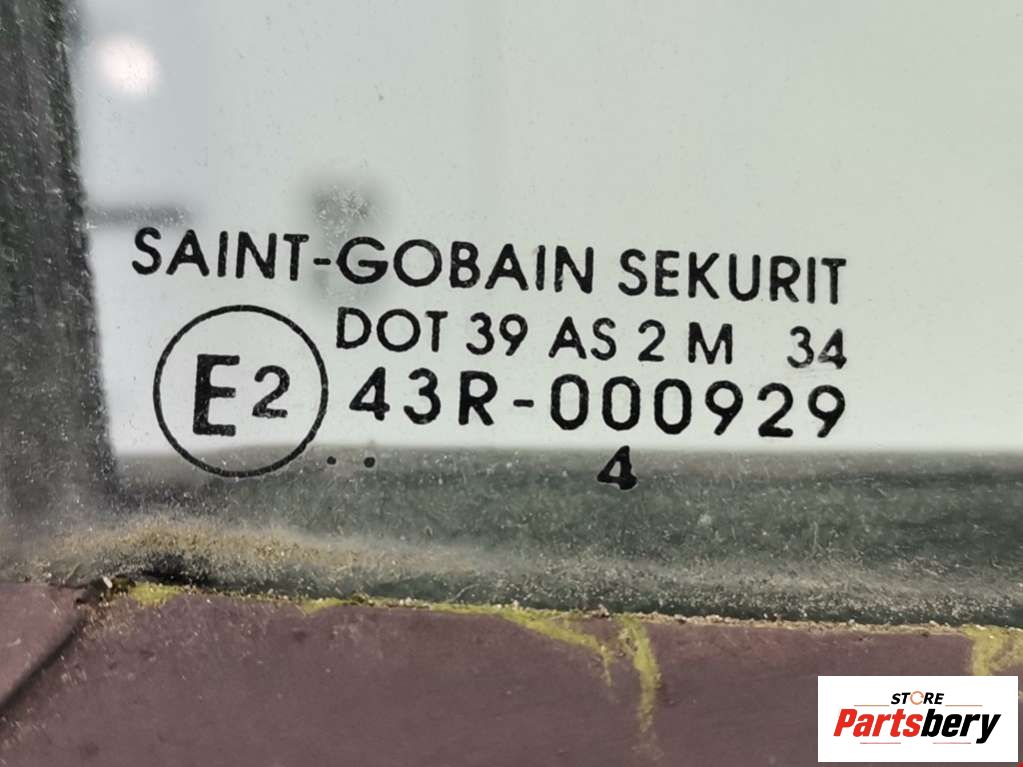 SAINT-GOBAIN SEKURIT
DOT 39 AS 2 M 34
E2 43R-000929
..
4
STORE
Partsbery